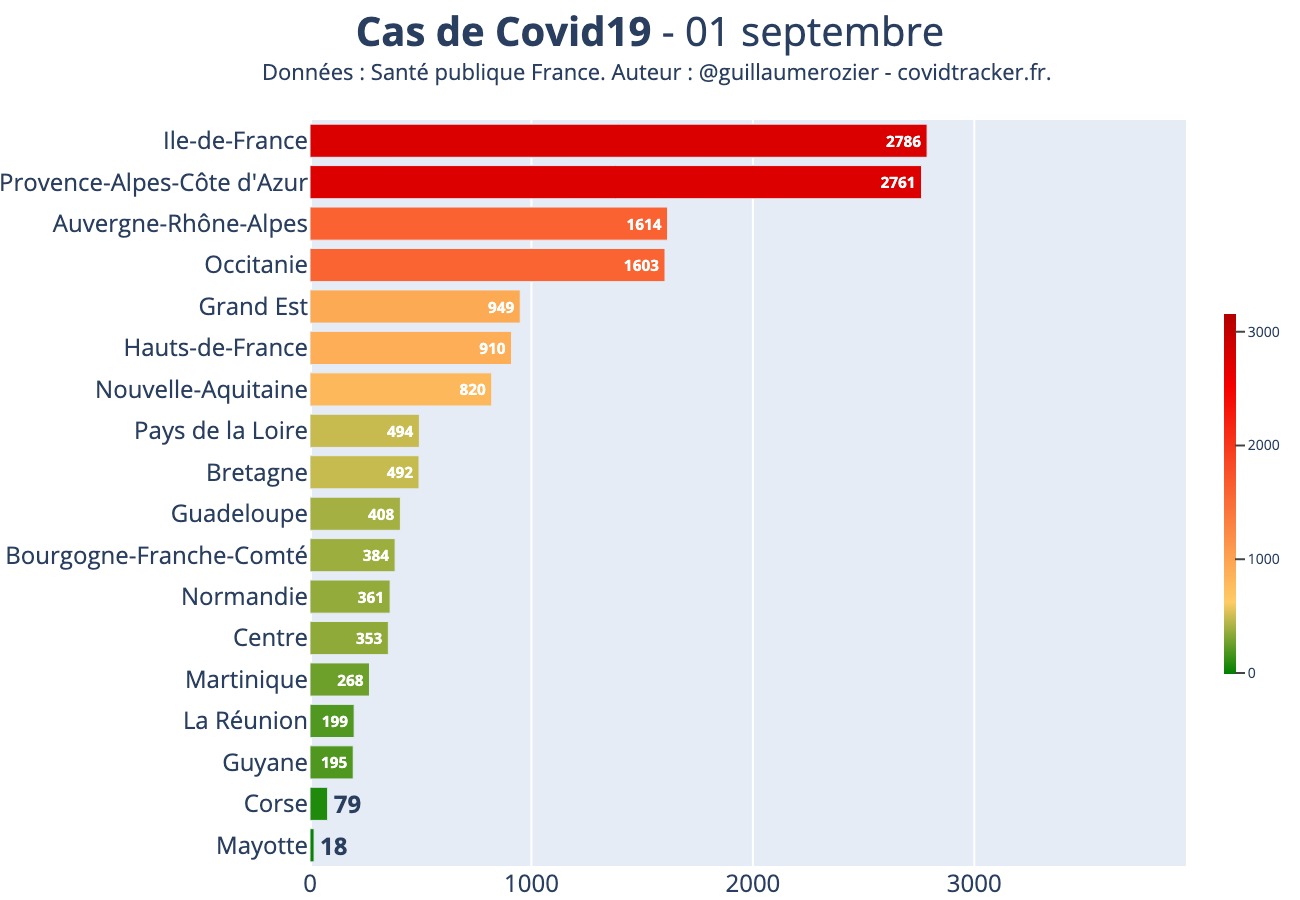 Cas de Covid19 - 01 septembre
Données : Santé publique France. Auteur : @guillaumerozier - covidtracker.fr.
Ile-de-France 2786
Provence-Alpes-Côte d'Azur 2761
Auvergne-Rhône-Alpes 1614
Occitanie 1603
Grand Est 949
Hauts-de-France 910
Nouvelle-Aquitaine 820
Pays de la Loire 494
Bretagne 492
Guadeloupe 408
Bourgogne-Franche-Comté 384
Normandie 361
Centre 353
Martinique 268
La Réunion 199
Guyane 195
Corse 79
Mayotte 18
0 1000 2000 3000
3000
2000
1000
0